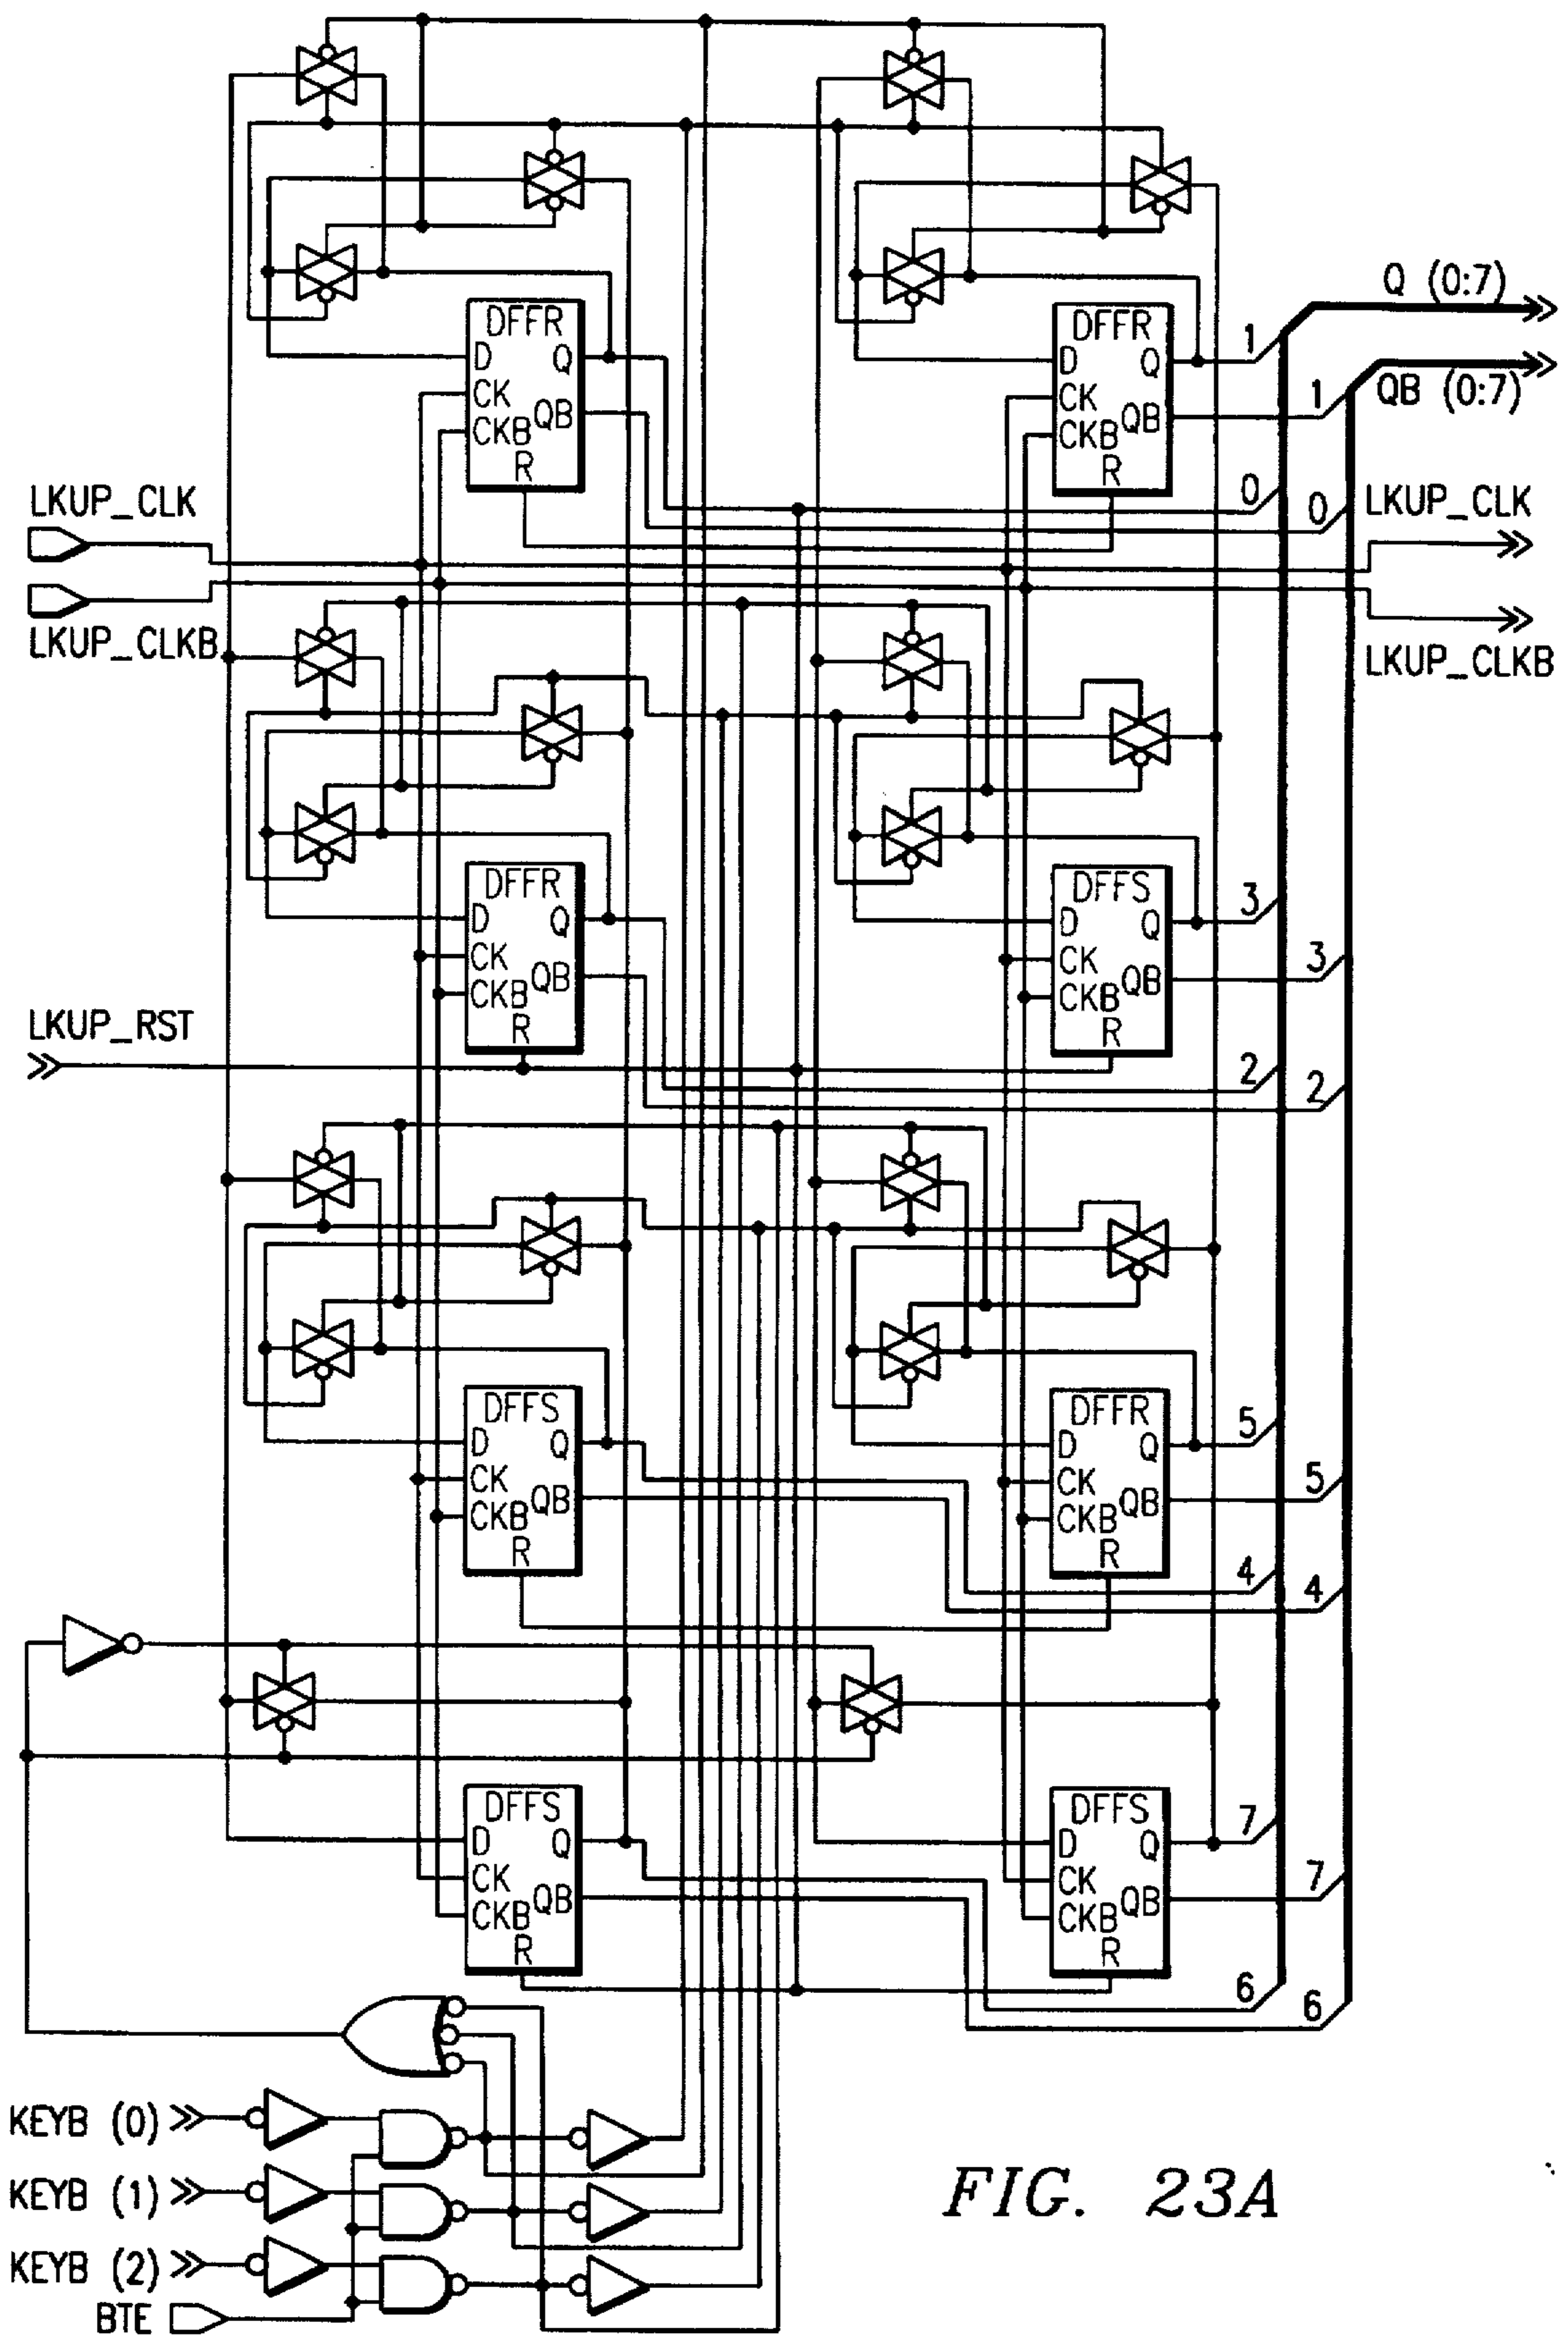 Q (0:7)
DFFR
D Q
CK
QB
CKB
R
DFFR
D Q
CK
QB
CKB
R
1
QB (0:7)
1
0
0
LKUP_CLK
LKUP_CLK
LKUP_CLKB
LKUP_CLKB
DFFR
D Q
CK
QB
CKB
R
DFFS
D Q
CK
QB
CKB
R
3
3
LKUP_RST
2
2
DFFS
D Q
CK
QB
CKB
R
DFFR
D Q
CK
QB
CKB
R
5
5
4
4
DFFS
D Q
CK
QB
CKB
R
DFFS
D Q
CK
QB
CKB
R
7
7
6
6
KEYB (0)
KEYB (1)
KEYB (2)
BTE
FIG. 23A